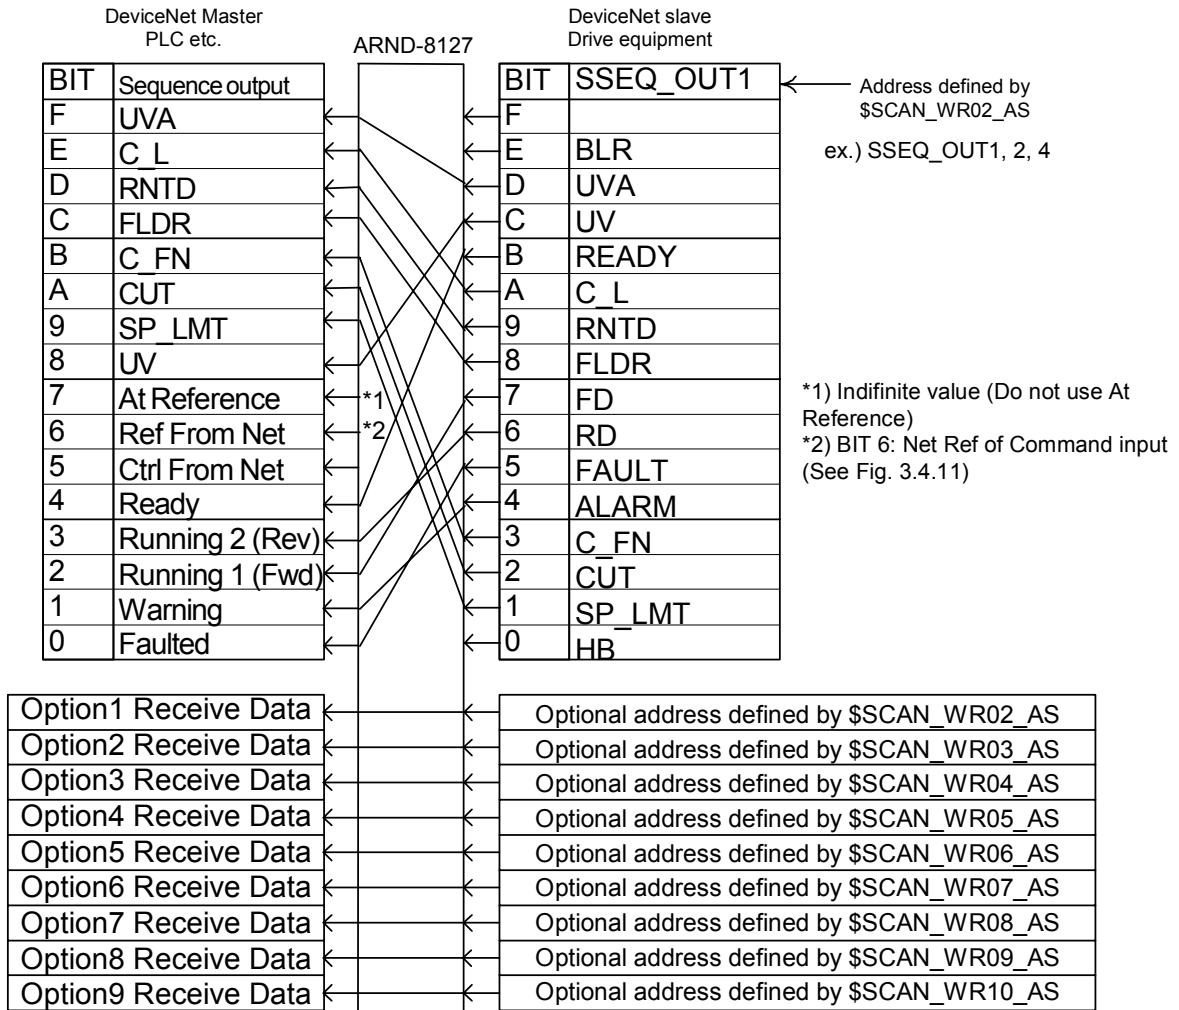 DeviceNet Master
PLC etc.
ARND-8127
DeviceNet slave
Drive equipment
BIT Sequence output
F UVA
E C_L
D RNTD
C FLDR
B C_FN
A CUT
9 SP_LMT
8 UV
7 At Reference
6 Ref From Net
5 Ctrl From Net
4 Ready
3 Running 2 (Rev)
2 Running 1 (Fwd)
1 Warning
0 Faulted
*1
*2
BIT SSEQ_OUT1
F
E BLR
D UVA
C UV
B READY
A C_L
9 RNTD
8 FLDR
7 FD
6 RD
5 FAULT
4 ALARM
3 C_FN
2 CUT
1 SP_LMT
0 HB
Address defined by
$SCAN_WR02_AS
ex.) SSEQ_OUT1, 2, 4
*1) Indifinite value (Do not use At
Reference)
*2) BIT 6: Net Ref of Command input
(See Fig. 3.4.11)
Option1 Receive Data Optional address defined by $SCAN_WR02_AS
Option2 Receive Data Optional address defined by $SCAN_WR03_AS
Option3 Receive Data Optional address defined by $SCAN_WR04_AS
Option4 Receive Data Optional address defined by $SCAN_WR05_AS
Option5 Receive Data Optional address defined by $SCAN_WR06_AS
Option6 Receive Data Optional address defined by $SCAN_WR07_AS
Option7 Receive Data Optional address defined by $SCAN_WR08_AS
Option8 Receive Data Optional address defined by $SCAN_WR09_AS
Option9 Receive Data Optional address defined by $SCAN_WR10_AS